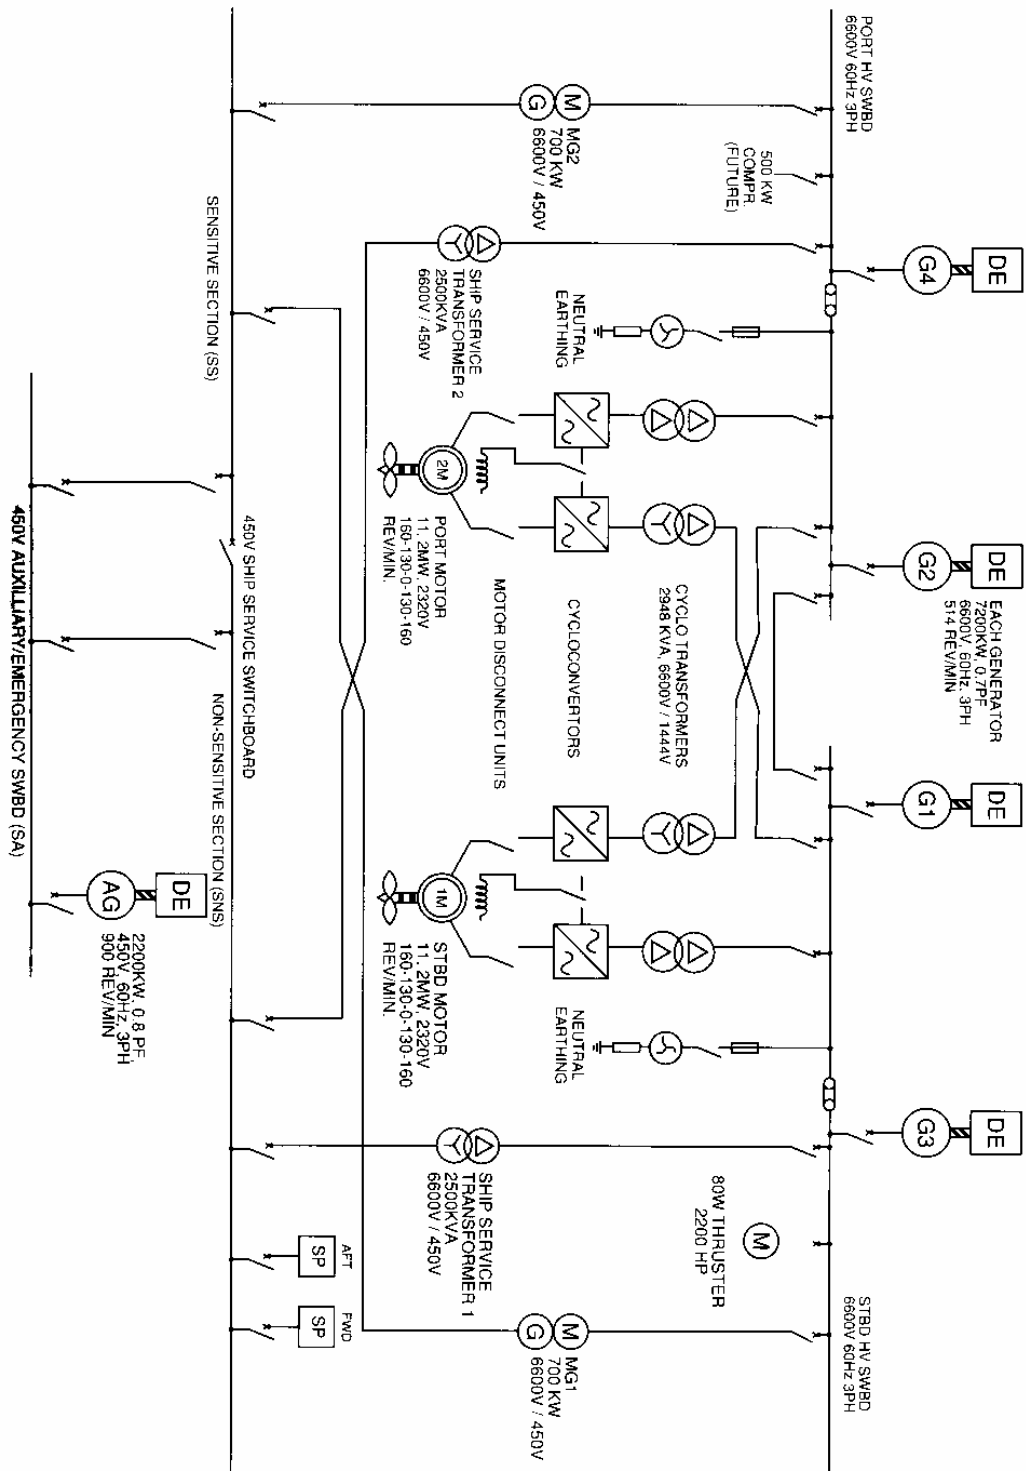 DE
DE
DE
DE
EACH GENERATOR
7200KW, 0.7PF
6600V, 60Hz, 3PH
514 REV/MIN
G4
G2
G1
G3
PORT HV SWBD
6600V 60Hz 3PH
STBD HV SWBD
6600V 60Hz 3PH
500 KW
COMPR.
(FUTURE)
M
80W THRUSTER
2200 HP
CYCLO TRANSFORMERS
2948 KVA, 6600V / 1444V
NEUTRAL
EARTHING
NEUTRAL
EARTHING
CYCLOCONVERTORS
M
G
MG2
700 KW
6600V / 450V
M
G
MG1
700 KW
6600V / 450V
MOTOR DISCONNECT UNITS
SHIP SERVICE
TRANSFORMER 2
2500KVA
6600V / 450V
2M
PORT MOTOR
11, 2MW, 2320V
160-130-0-130-160
REV/MIN.
1M
STBD MOTOR
11, 2MW, 2320V
160-130-0-130-160
REV/MIN.
SHIP SERVICE
TRANSFORMER 1
2500KVA
6600V / 450V
AFT
SP
FWD
SP
450V SHIP SERVICE SWITCHBOARD
SENSITIVE SECTION (SS)
NON-SENSITIVE SECTION (SNS)
DE
AG
2200KW, 0.8 PF,
450V, 60Hz, 3PH
900 REV/MIN
450V AUXILLIARY/EMERGENCY SWBD (SA)